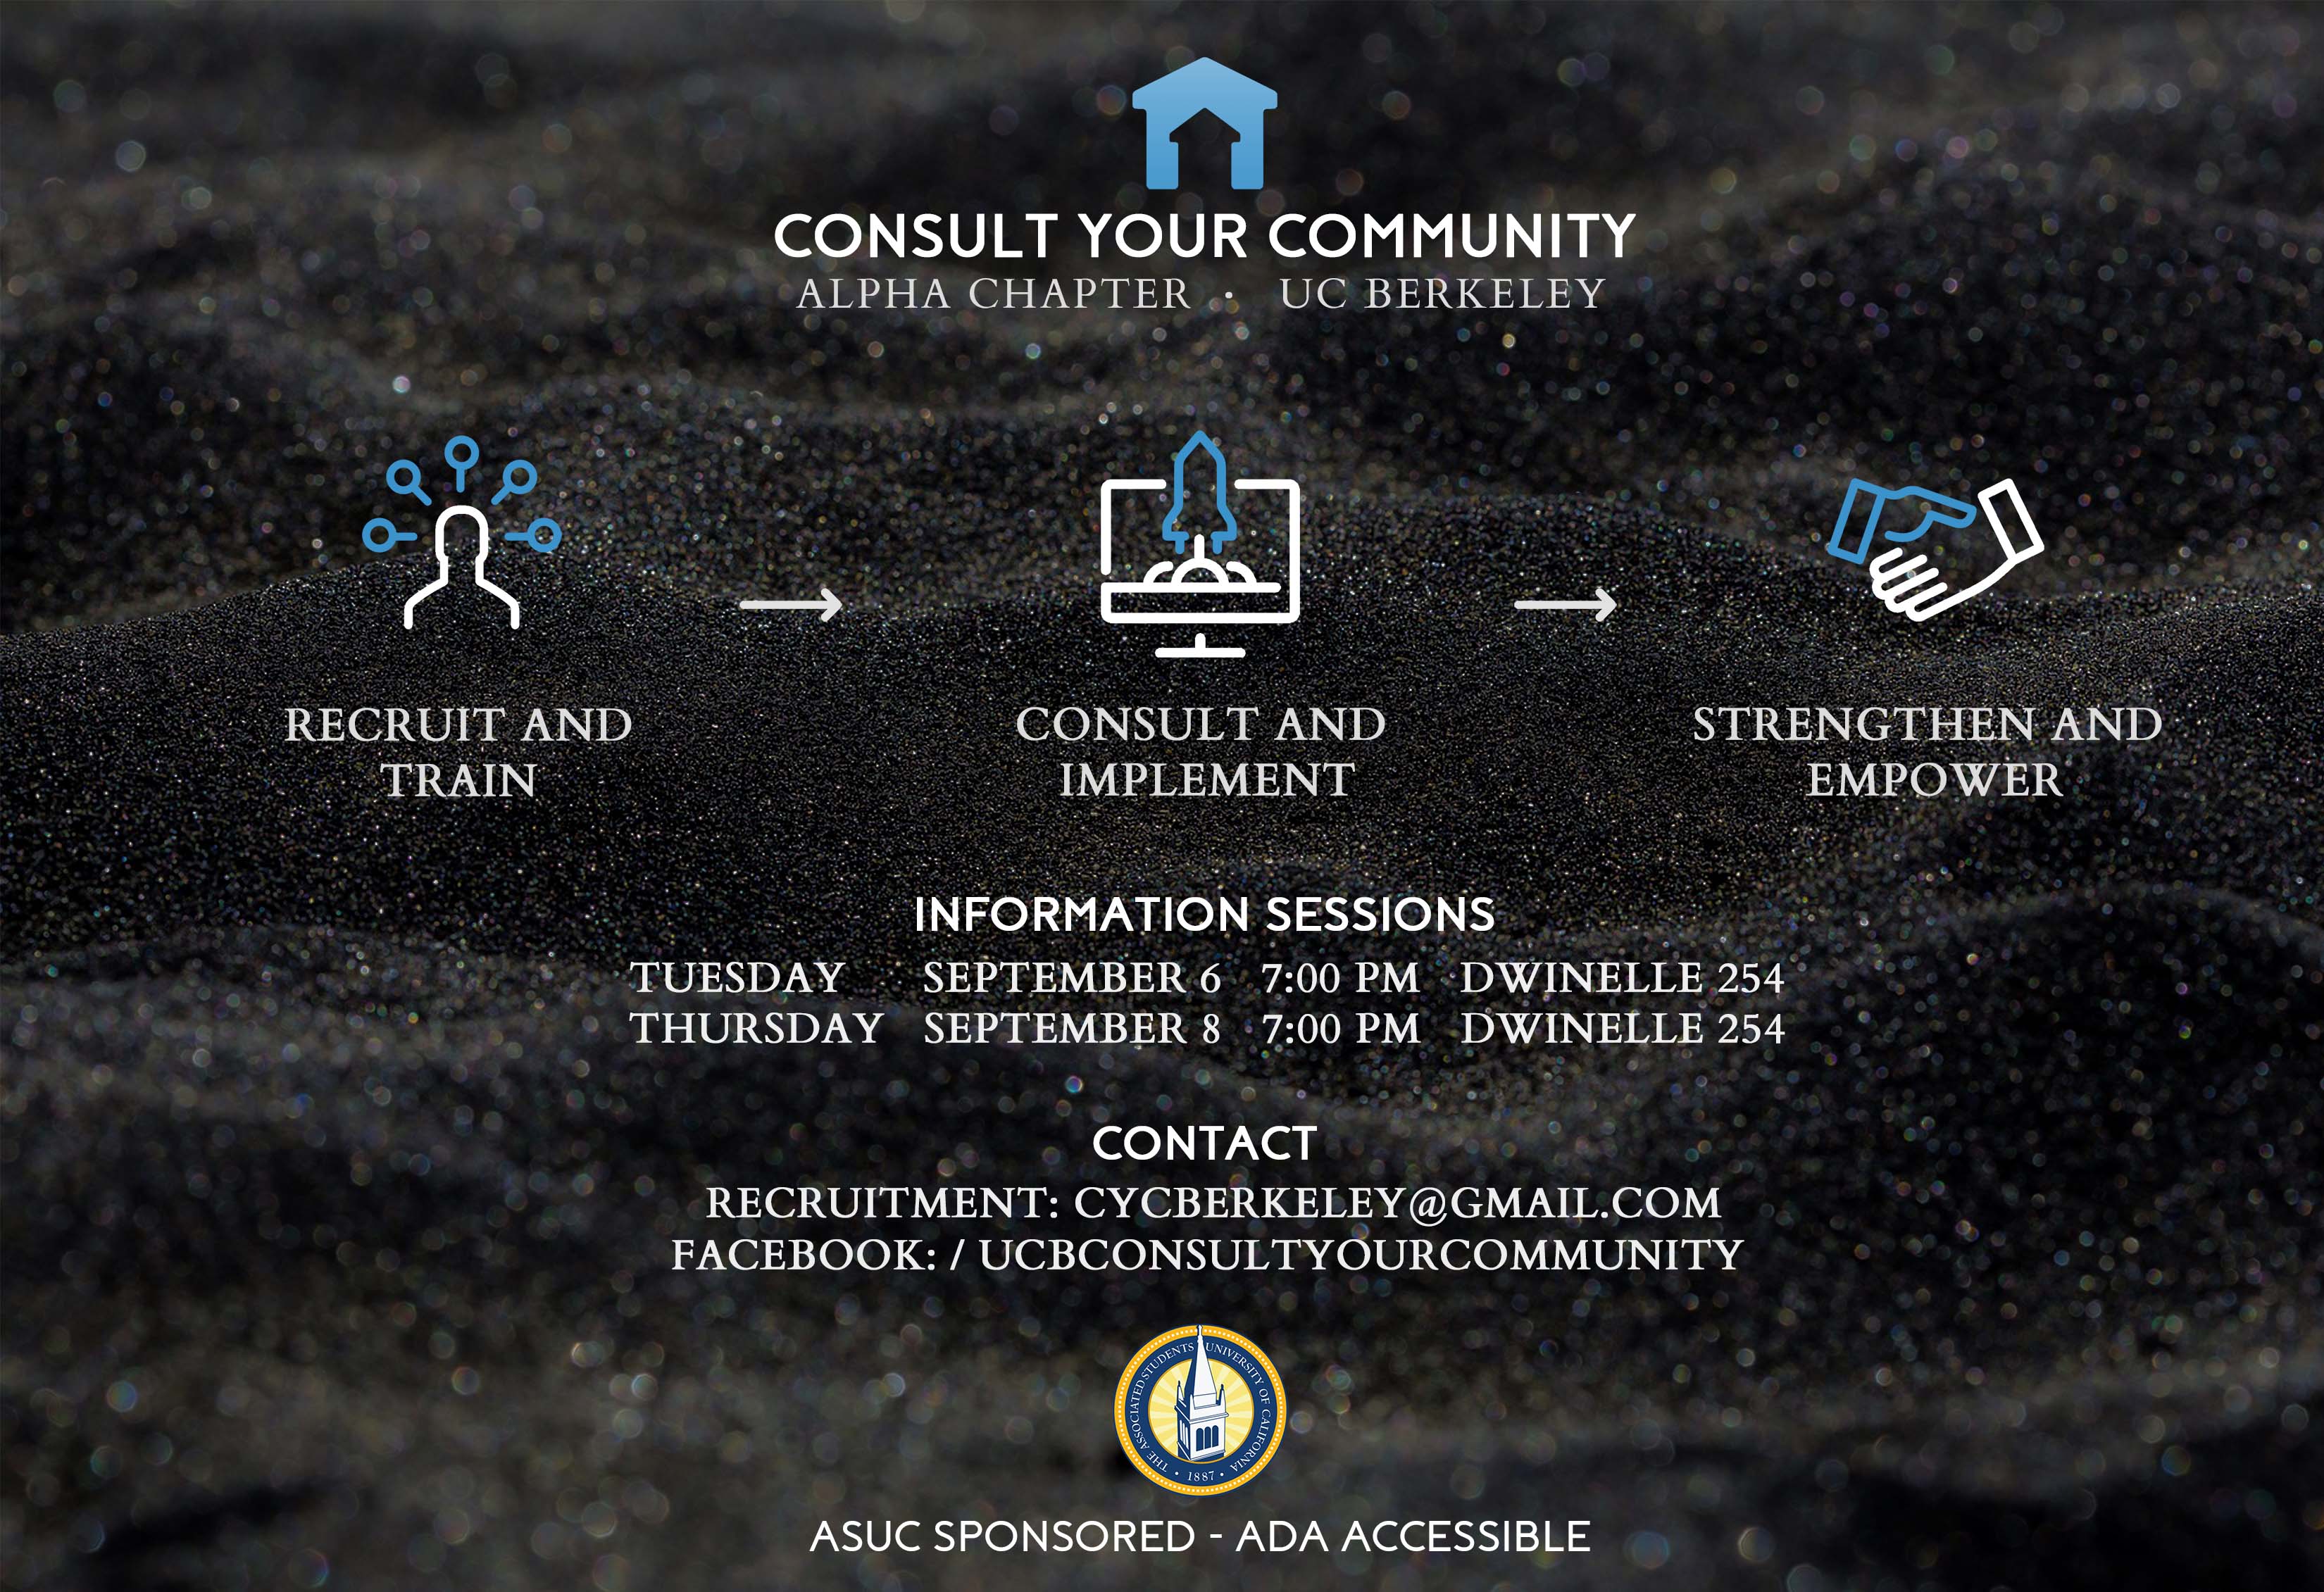 CONSULT YOUR COMMUNITY
ALPHA CHAPTER · UC BERKELEY
RECRUIT AND
TRAIN
CONSULT AND
IMPLEMENT
STRENGTHEN AND
EMPOWER
INFORMATION SESSIONS
TUESDAY SEPTEMBER 6 7:00 PM DWINELLE 254
THURSDAY SEPTEMBER 8 7:00 PM DWINELLE 254
CONTACT
RECRUITMENT: CYCBERKELEY@GMAIL.COM
FACEBOOK: / UCBCONSULTYOURCOMMUNITY
THE ASSOCIATED STUDENTS UNIVERSITY OF CALIFORNIA
• 1887 •
ASUC SPONSORED - ADA ACCESSIBLE